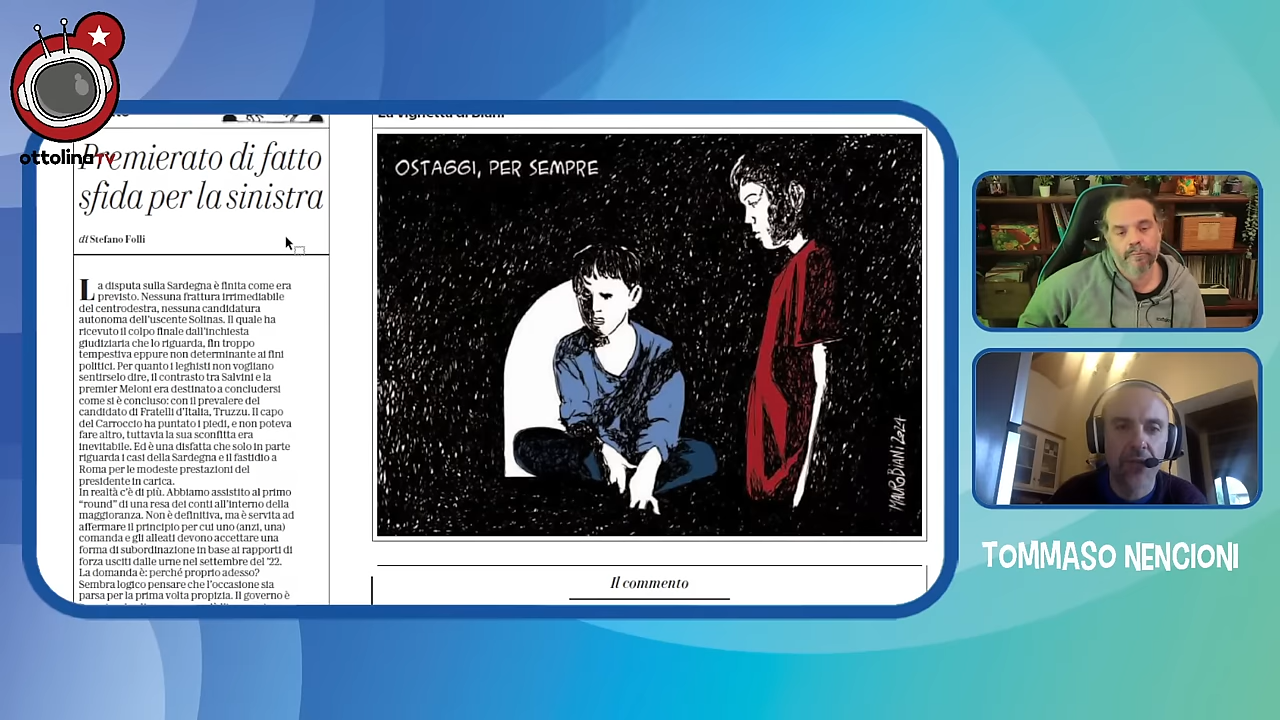 ottolinaTV
Premierato di fatto
sfida per la sinistra
di Stefano Folli
La disputa sulla Sardegna è finita come era
previsto. Nessuna frattura irrimediabile
del centrodestra, nessuna candidatura
autonoma dell'uscente Solinas. Il quale ha
ricevuto il colpo finale dall'inchiesta
giudiziaria che lo riguarda, fin troppo
tempestiva eppure non determinante ai fini
politici. Per quanto i leghisti non vogliano
sentirselo dire, il contrasto tra Salvini e la
premier Meloni era destinato a concludersi
come si è concluso: con il prevalere del
candidato di Fratelli d'Italia, Truzzu. Il capo
del Carroccio ha puntato i piedi, e non poteva
fare altro, tuttavia la sua sconfitta era
inevitabile. Ed è una disfatta che solo in parte
riguarda i casi della Sardegna e il fastidio a
Roma per le modeste prestazioni del
presidente in carica.
In realtà c'è di più. Abbiamo assistito al primo
"round" di una resa dei conti all'interno della
maggioranza. Non è definitiva, ma è servita ad
affermare il principio per cui uno (anzi, una)
comanda e gli alleati devono accettare una
forma di subordinazione in base ai rapporti di
forza usciti dalle urne nel settembre del '22.
La domanda è: perché proprio adesso?
Sembra logico pensare che l'occasione sia
parsa per la prima volta propizia. Il governo è
La vignetta di Biani
OSTAGGI, PER SEMPRE
MAURO BIANI 2024
Il commento
TOMMASO NENCIONI